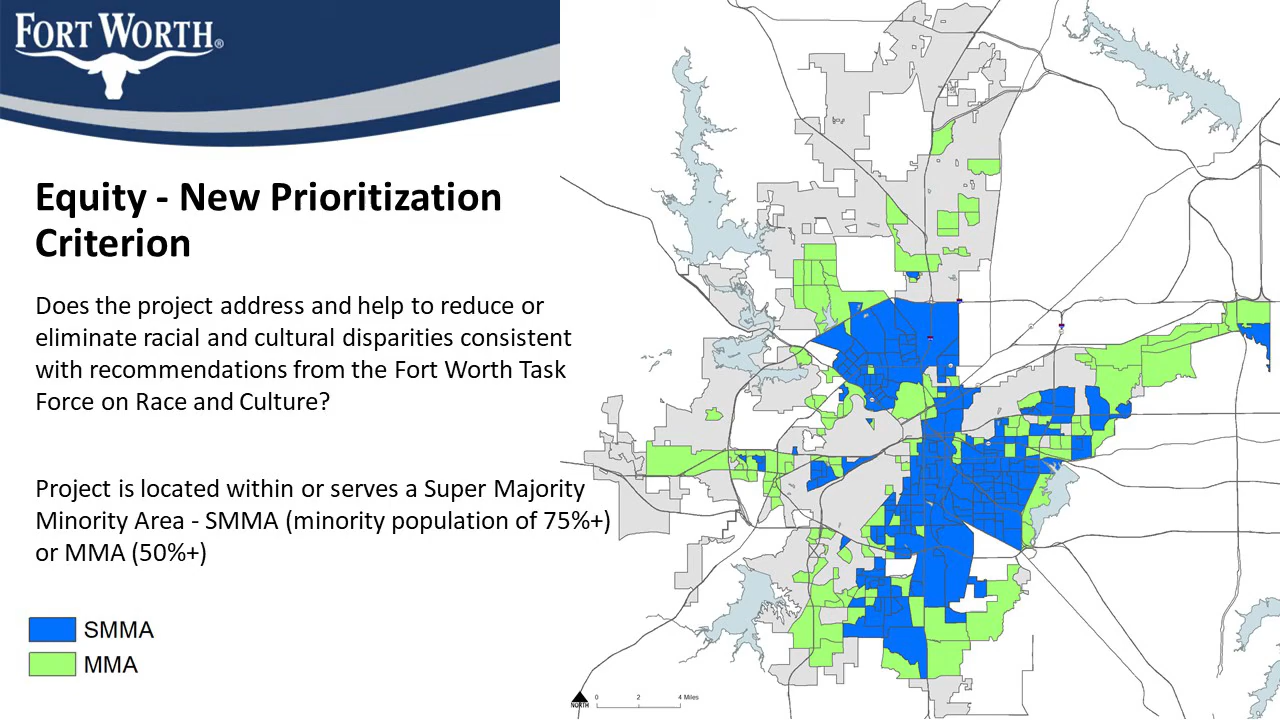 FORT WORTH®
Equity - New Prioritization
Criterion
Does the project address and help to reduce or
eliminate racial and cultural disparities consistent
with recommendations from the Fort Worth Task
Force on Race and Culture?
Project is located within or serves a Super Majority
Minority Area - SMMA (minority population of 75%+)
or MMA (50%+)
SMMA
MMA
NORTH
0 2 4 Miles